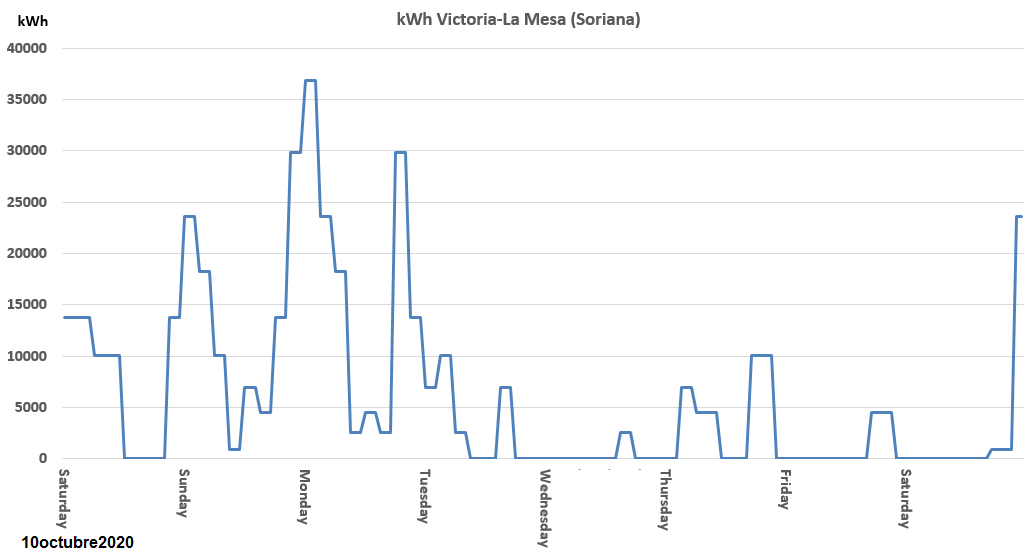 kWh Victoria-La Mesa (Soriana)
kWh
40000
35000
30000
25000
20000
15000
10000
5000
0
Saturday
Sunday
Monday
Tuesday
Wednesday
Thursday
Friday
Saturday
10octubre2020